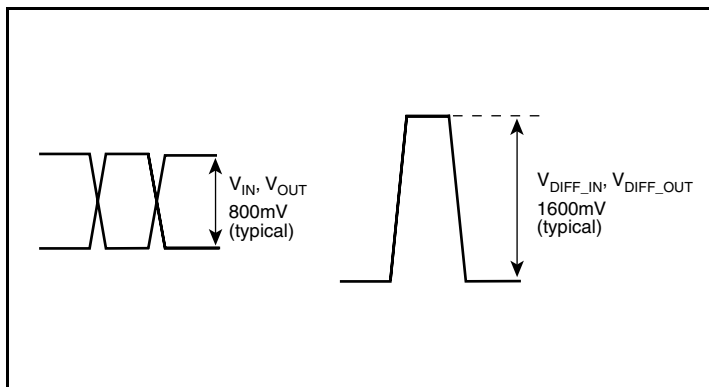 V_IN, V_OUT
800mV
(typical)
V_DIFF_IN, V_DIFF_OUT
1600mV
(typical)